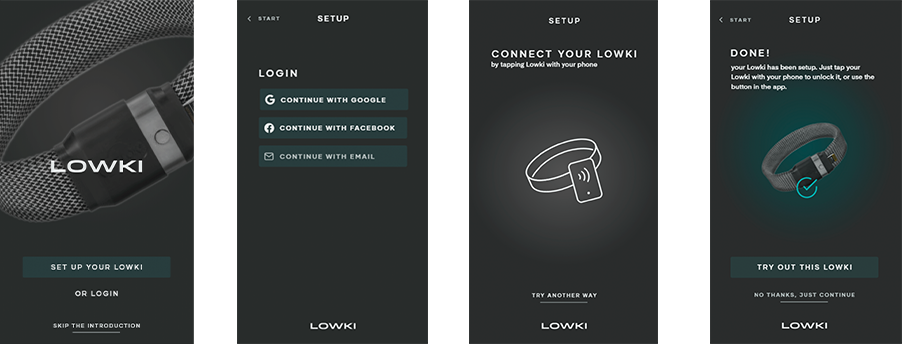 LOWKI
SET UP YOUR LOWKI
OR LOGIN
SKIP THE INTRODUCTION
START
SETUP
LOGIN
CONTINUE WITH GOOGLE
CONTINUE WITH FACEBOOK
CONTINUE WITH EMAIL
LOWKI
SETUP
CONNECT YOUR LOWKI
by tapping Lowki with your phone
TRY ANOTHER WAY
LOWKI
START
SETUP
DONE!
your Lowki has been setup. Just tap your
Lowki with your phone to unlock it, or use the
button in the app.
TRY OUT THIS LOWKI
NO THANKS, JUST CONTINUE
LOWKI